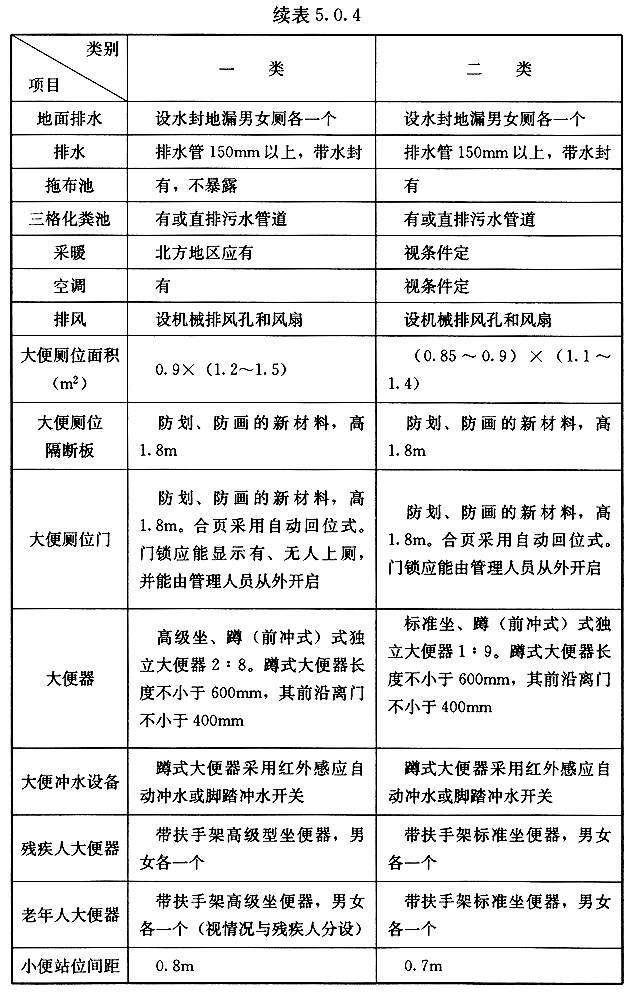 续表 5.0.4
类别
项目
一 类
二 类
地面排水
设水封地漏男女厕各一个
设水封地漏男女厕各一个
排水
排水管 150mm 以上，带水封
排水管 150mm 以上，带水封
拖布池
有，不暴露
有
三格化粪池
有或直排污水管道
有或直排污水管道
采暖
北方地区应有
视条件定
空调
有
视条件定
排风
设机械排风孔和风扇
设机械排风孔和风扇
大便厕位面积
（m²）
0.9×（1.2～1.5）
（0.85～0.9）×（1.1～
1.4）
大便厕位
隔断板
防划、防画的新材料，高
1.8m
防划、防画的新材料，高
1.8m
大便厕位门
防划、防画的新材料，高
1.8m。合页采用自动回位式。
门锁应能显示有、无人上厕，
并能由管理人员从外开启
防划、防画的新材料，高
1.8m。合页采用自动回位式。
门锁应能由管理人员从外开启
大便器
高级坐、蹲（前冲式）式独
立大便器 2∶8。蹲式大便器长
度不小于 600mm，其前沿离门
不小于 400mm
标准坐、蹲（前冲式）式独
立大便器 1∶9。蹲式大便器长
度不小于 600mm，其前沿离门
不小于 400mm
大便冲水设备
蹲式大便器采用红外感应自
动冲水或脚踏冲水开关
蹲式大便器采用红外感应自
动冲水或脚踏冲水开关
残疾人大便器
带扶手架高级型坐便器，男
女各一个
带扶手架标准坐便器，男女
各一个
老年人大便器
带扶手架高级坐便器，男女
各一个（视情况与残疾人分设）
带扶手架标准坐便器，男女
各一个
小便站位间距
0.8m
0.7m